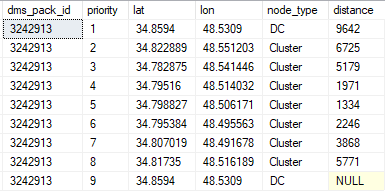 dms_pack_id priority lat lon node_type distance
3242913 1 34.8594 48.5309 DC 9642
3242913 2 34.822889 48.551203 Cluster 6725
3242913 3 34.782875 48.541446 Cluster 5179
3242913 4 34.79516 48.514032 Cluster 1971
3242913 5 34.798827 48.506171 Cluster 1334
3242913 6 34.795384 48.495563 Cluster 2246
3242913 7 34.807019 48.491678 Cluster 3868
3242913 8 34.81735 48.516189 Cluster 5771
3242913 9 34.8594 48.5309 DC NULL